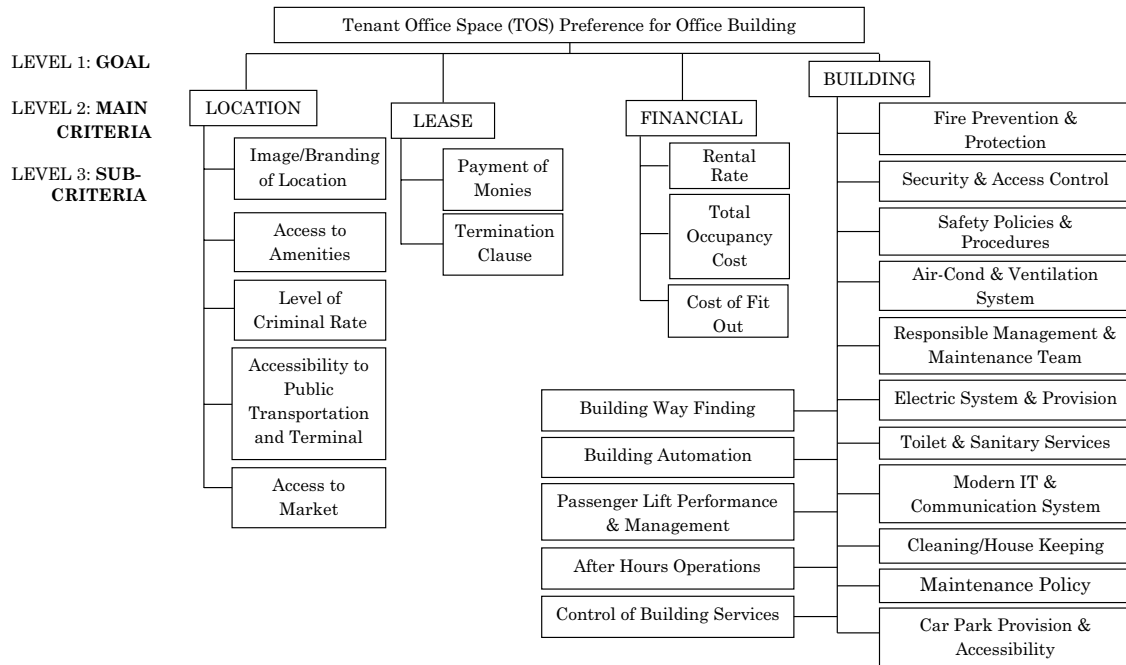 Tenant Office Space (TOS) Preference for Office Building
LEVEL 1: GOAL
LEVEL 2: MAIN
CRITERIA
LEVEL 3: SUB-
CRITERIA
LOCATION
Image/Branding
of Location
Access to
Amenities
Level of
Criminal Rate
Accessibility to
Public
Transportation
and Terminal
Access to
Market
LEASE
Payment of
Monies
Termination
Clause
FINANCIAL
Rental
Rate
Total
Occupancy
Cost
Cost of Fit
Out
BUILDING
Fire Prevention &
Protection
Security & Access Control
Safety Policies &
Procedures
Air-Cond & Ventilation
System
Responsible Management &
Maintenance Team
Electric System & Provision
Toilet & Sanitary Services
Modern IT &
Communication System
Cleaning/House Keeping
Maintenance Policy
Car Park Provision &
Accessibility
Building Way Finding
Building Automation
Passenger Lift Performance
& Management
After Hours Operations
Control of Building Services